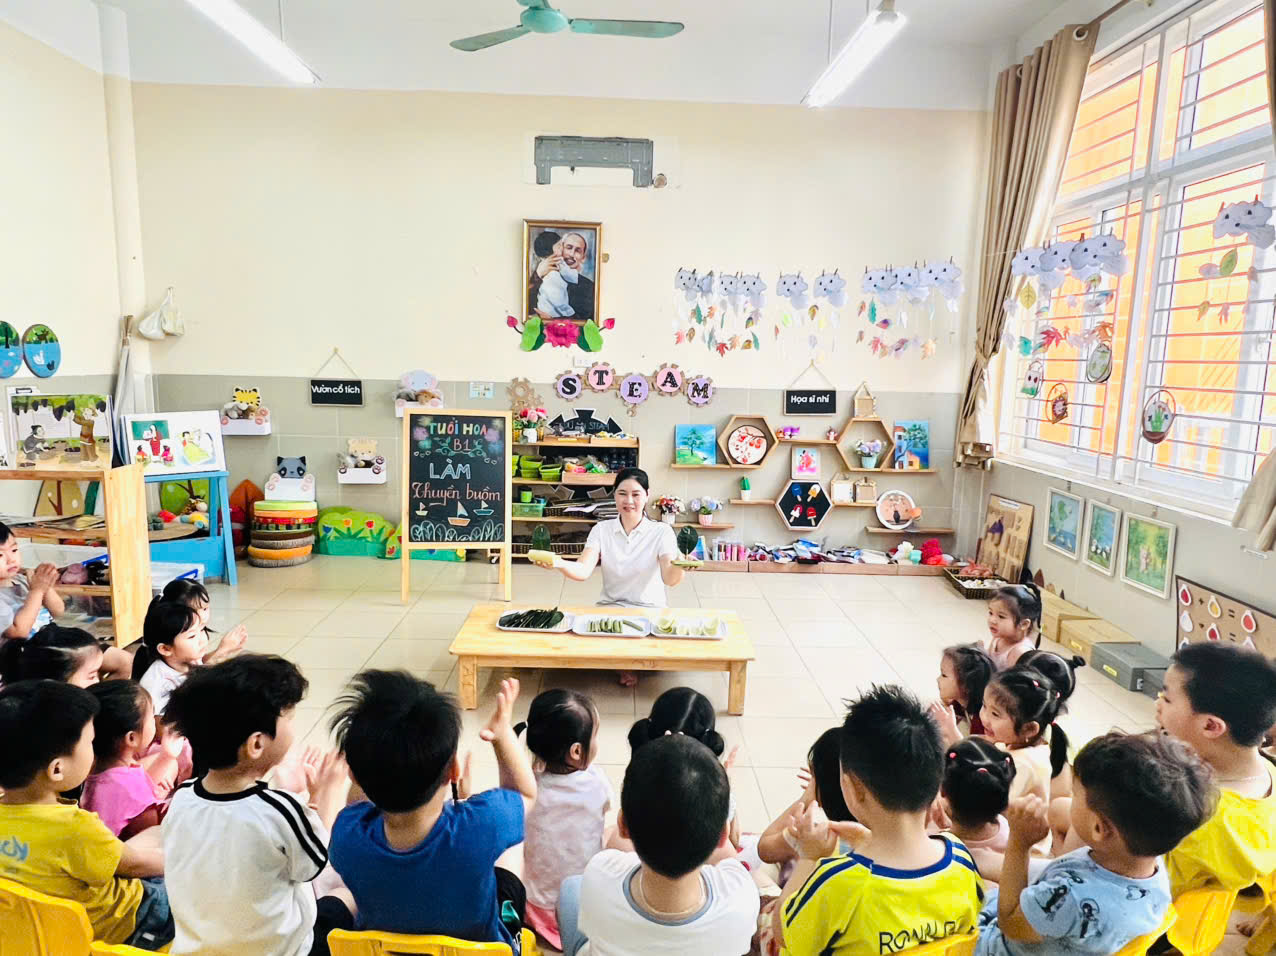 Vườn cổ tích
STEAM
Họa sĩ nhí
TUỔI HOA
B1
LÀM
Thuyền buồm